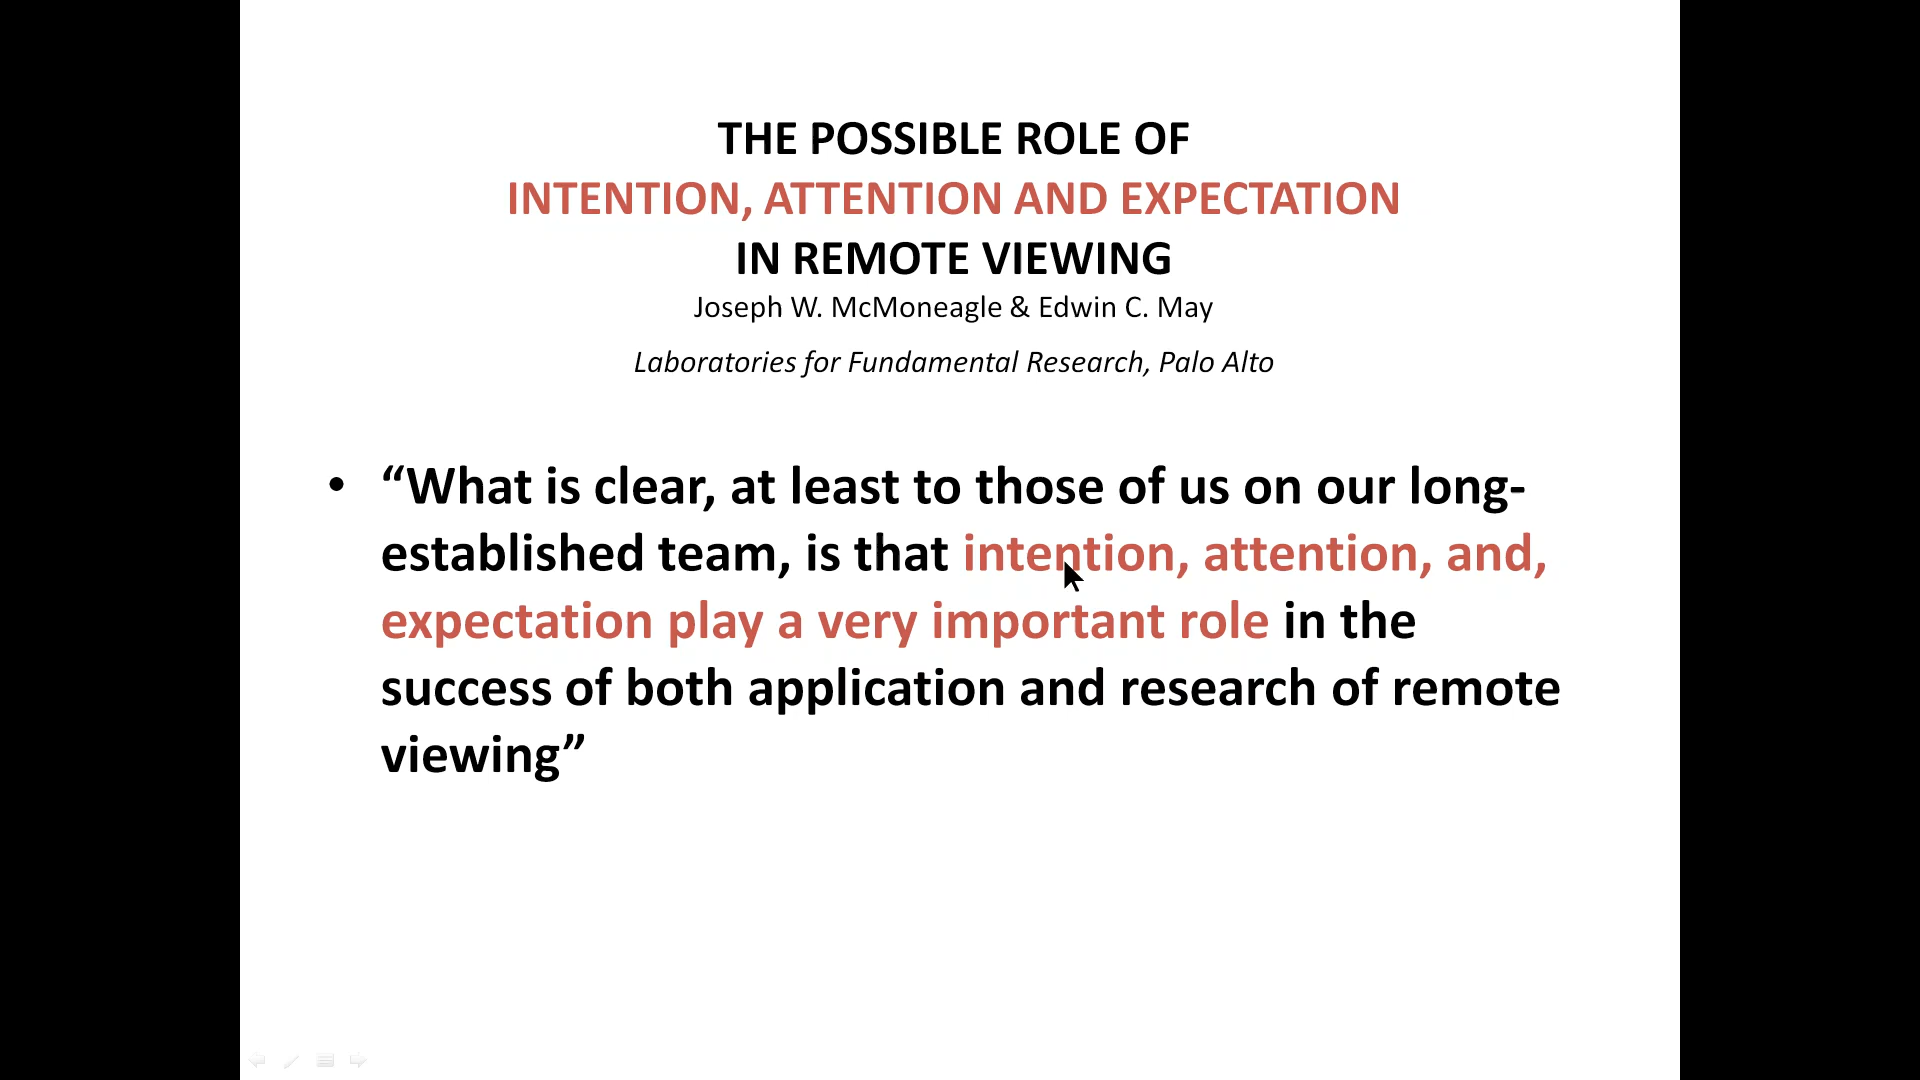 THE POSSIBLE ROLE OF
INTENTION, ATTENTION AND EXPECTATION
IN REMOTE VIEWING
Joseph W. McMoneagle & Edwin C. May
Laboratories for Fundamental Research, Palo Alto
• “What is clear, at least to those of us on our long-
established team, is that intention, attention, and,
expectation play a very important role in the
success of both application and research of remote
viewing”